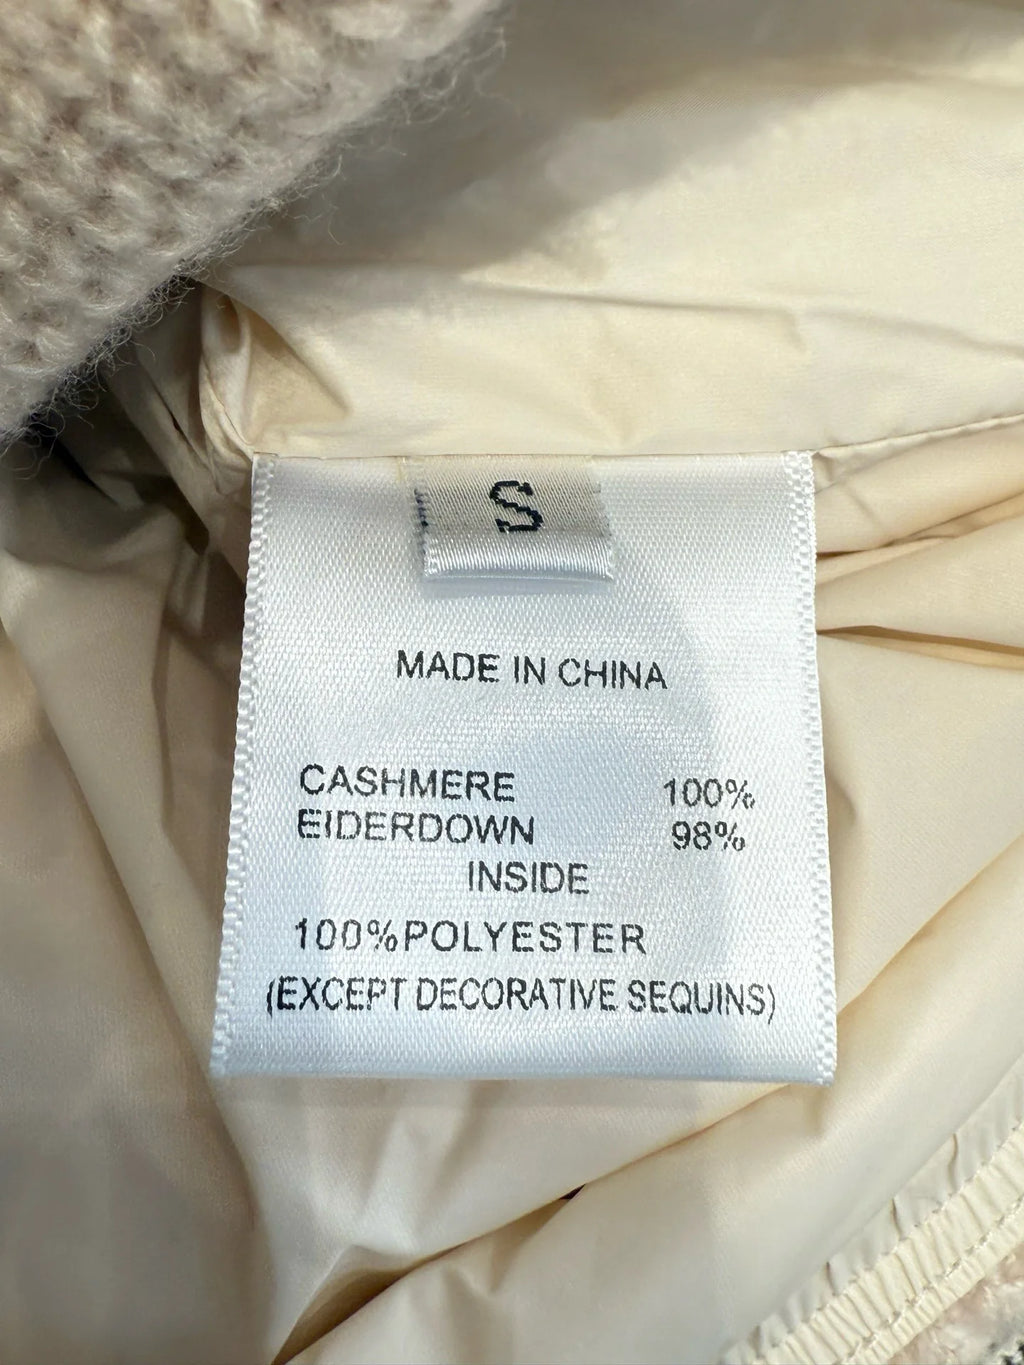 S
MADE IN CHINA
CASHMERE 100%
EIDERDOWN 98%
INSIDE
100%POLYESTER
(EXCEPT DECORATIVE SEQUINS)